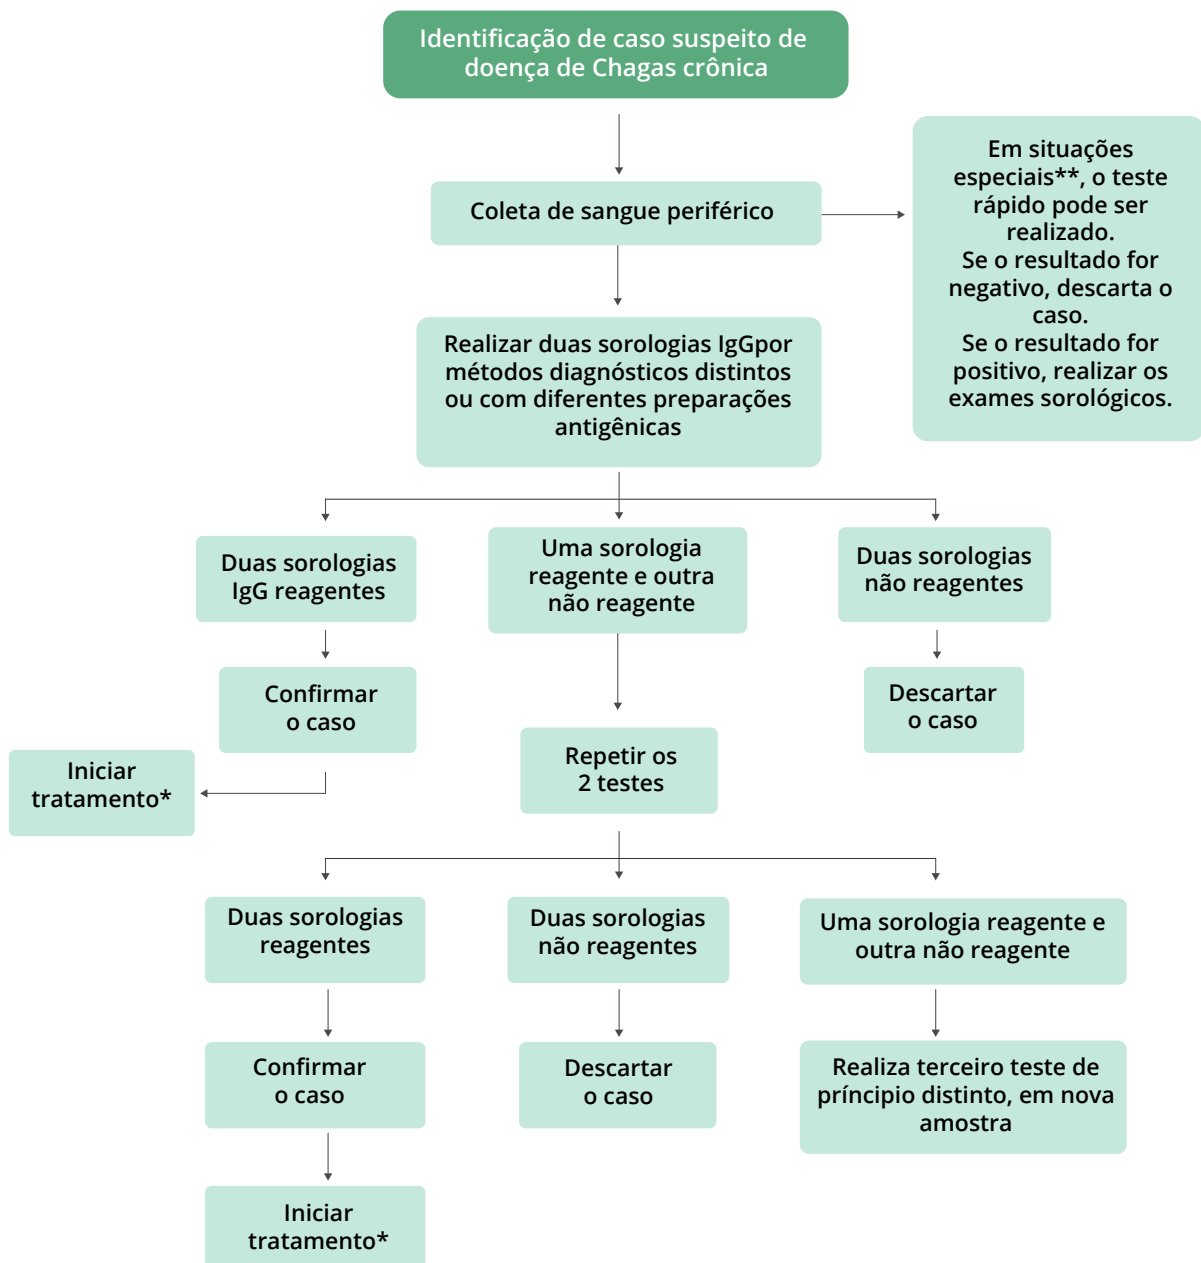 Identificação de caso suspeito de
doença de Chagas crônica
Coleta de sangue periférico
Em situações
especiais**, o teste
rápido pode ser
realizado.
Se o resultado for
negativo, descarta o
caso.
Se o resultado for
positivo, realizar os
exames sorológicos.
Realizar duas sorologias IgGpor
métodos diagnósticos distintos
ou com diferentes preparações
antigênicas
Duas sorologias
IgG reagentes
Uma sorologia
reagente e outra
não reagente
Duas sorologias
não reagentes
Confirmar
o caso
Descartar
o caso
Iniciar
tratamento*
Repetir os
2 testes
Duas sorologias
reagentes
Duas sorologias
não reagentes
Uma sorologia reagente e
outra não reagente
Confirmar
o caso
Descartar
o caso
Realiza terceiro teste de
príncipio distinto, em nova
amostra
Iniciar
tratamento*